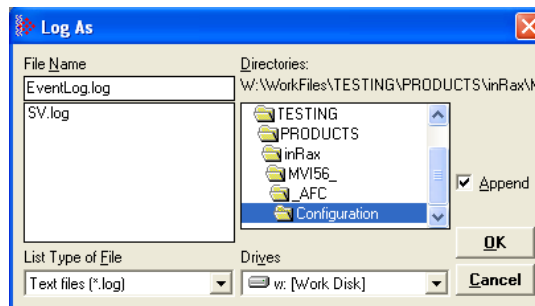 Log As
File Name
EventLog.log
SV.log
Directories:
W:\WorkFiles\TESTING\PRODUCTS\inRax\
TESTING
PRODUCTS
inRax
MVI56_
_AFC
Configuration
Append
OK
Cancel
List Type of File
Text files (*.log)
Drives
w: [Work Disk]